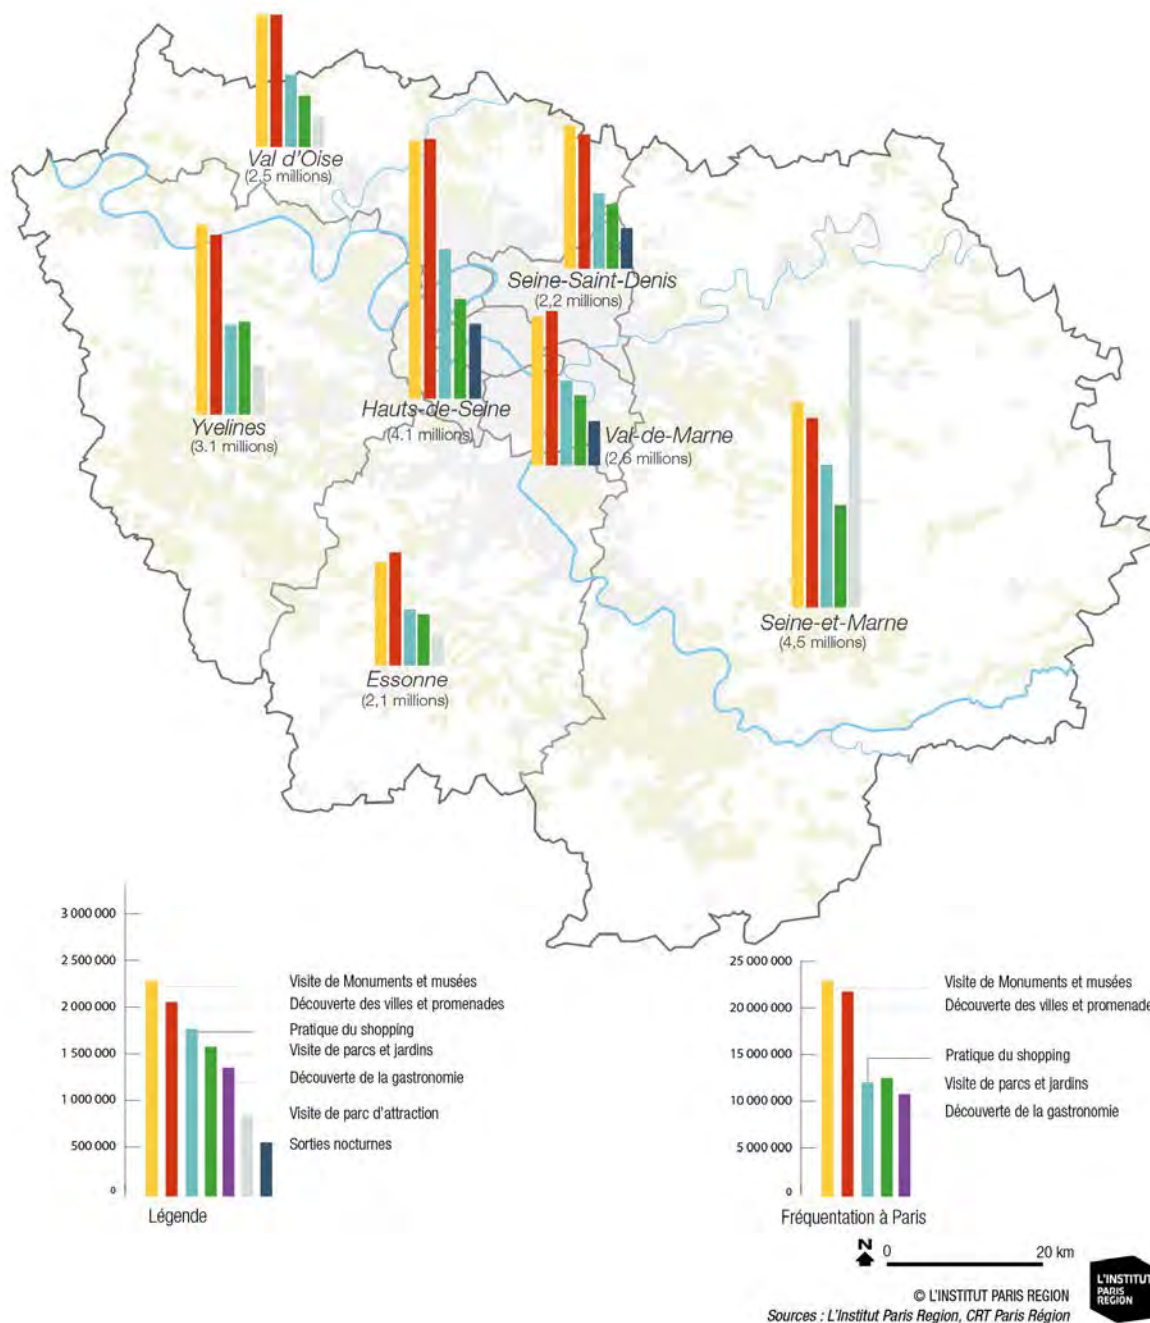 Val d'Oise
(2,5 millions)
Seine-Saint-Denis
(2,2 millions)
Yvelines
(3.1 millions)
Hauts-de-Seine
(4.1 millions)
Val-de-Marne
(2,6 millions)
Seine-et-Marne
(4,5 millions)
Essonne
(2,1 millions)
3 000 000
2 500 000
2 000 000
1 500 000
1 000 000
500 000
0
Visite de Monuments et musées
Découverte des villes et promenades
Pratique du shopping
Visite de parcs et jardins
Découverte de la gastronomie
Visite de parc d'attraction
Sorties nocturnes
Légende
25 000 000
20 000 000
15 000 000
10 000 000
5 000 000
0
Visite de Monuments et musées
Découverte des villes et promenade
Pratique du shopping
Visite de parcs et jardins
Découverte de la gastronomie
Fréquentation à Paris
N 0 20 km
© L'INSTITUT PARIS REGION
Sources : L'Institut Paris Region, CRT Paris Région
L'INSTITUT
PARIS
REGION